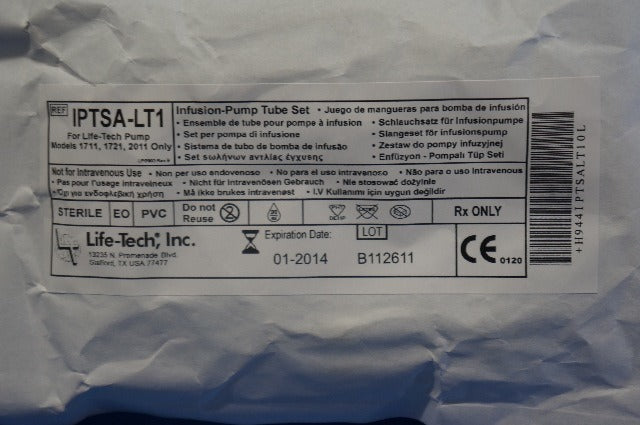 REF IPTSA-LT1
For Life-Tech Pump
Models 1711, 1721, 2011 Only
Infusion-Pump Tube Set • Juego de mangueras para bomba de infusión
• Ensemble de tube pour pompe à infusion • Schlauchsatz für Infusionpumpe
• Set per pompa di infusione • Slangeset für infusionspump
• Sistema de tubo de bomba de infusão • Zestaw do pompy infuzyjnej
• Set σωλήνων αντλίας έγχυσης • Enfüzyon - Pompalı Tüp Seti
Not for Intravenous Use • Non per uso endovenoso • No para el uso intravenoso • Não para uso Intravenoso
• Pas pour l'usage intraveineux • Nicht für Intravenösen Gebrauch • Nie stosować dożylnie
για ενδοφλεβική χρήση • Må ikke brukes intravenøst • I.V Kullanım için uygun değildir
STERILE EO PVC Do not Reuse 2 Rx ONLY
Life-Tech, Inc.
13235 N. Promenade Blvd.
Stafford, TX USA 77477
Expiration Date:
01-2014
LOT
B112611
CE 0120
+H944IPTSALT10L